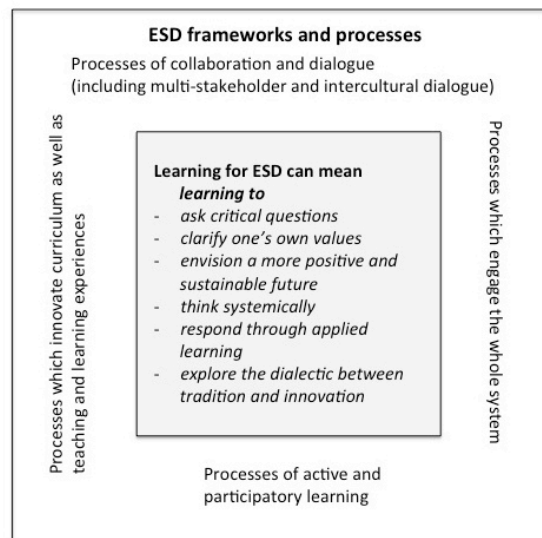 ESD frameworks and processes
Processes of collaboration and dialogue
(including multi-stakeholder and intercultural dialogue)
Processes which innovate curriculum as well as
teaching and learning experiences
Learning for ESD can mean
learning to
- ask critical questions
- clarify one's own values
- envision a more positive and
sustainable future
- think systemically
- respond through applied
learning
- explore the dialectic between
tradition and innovation
Processes which engage the whole system
Processes of active and
participatory learning